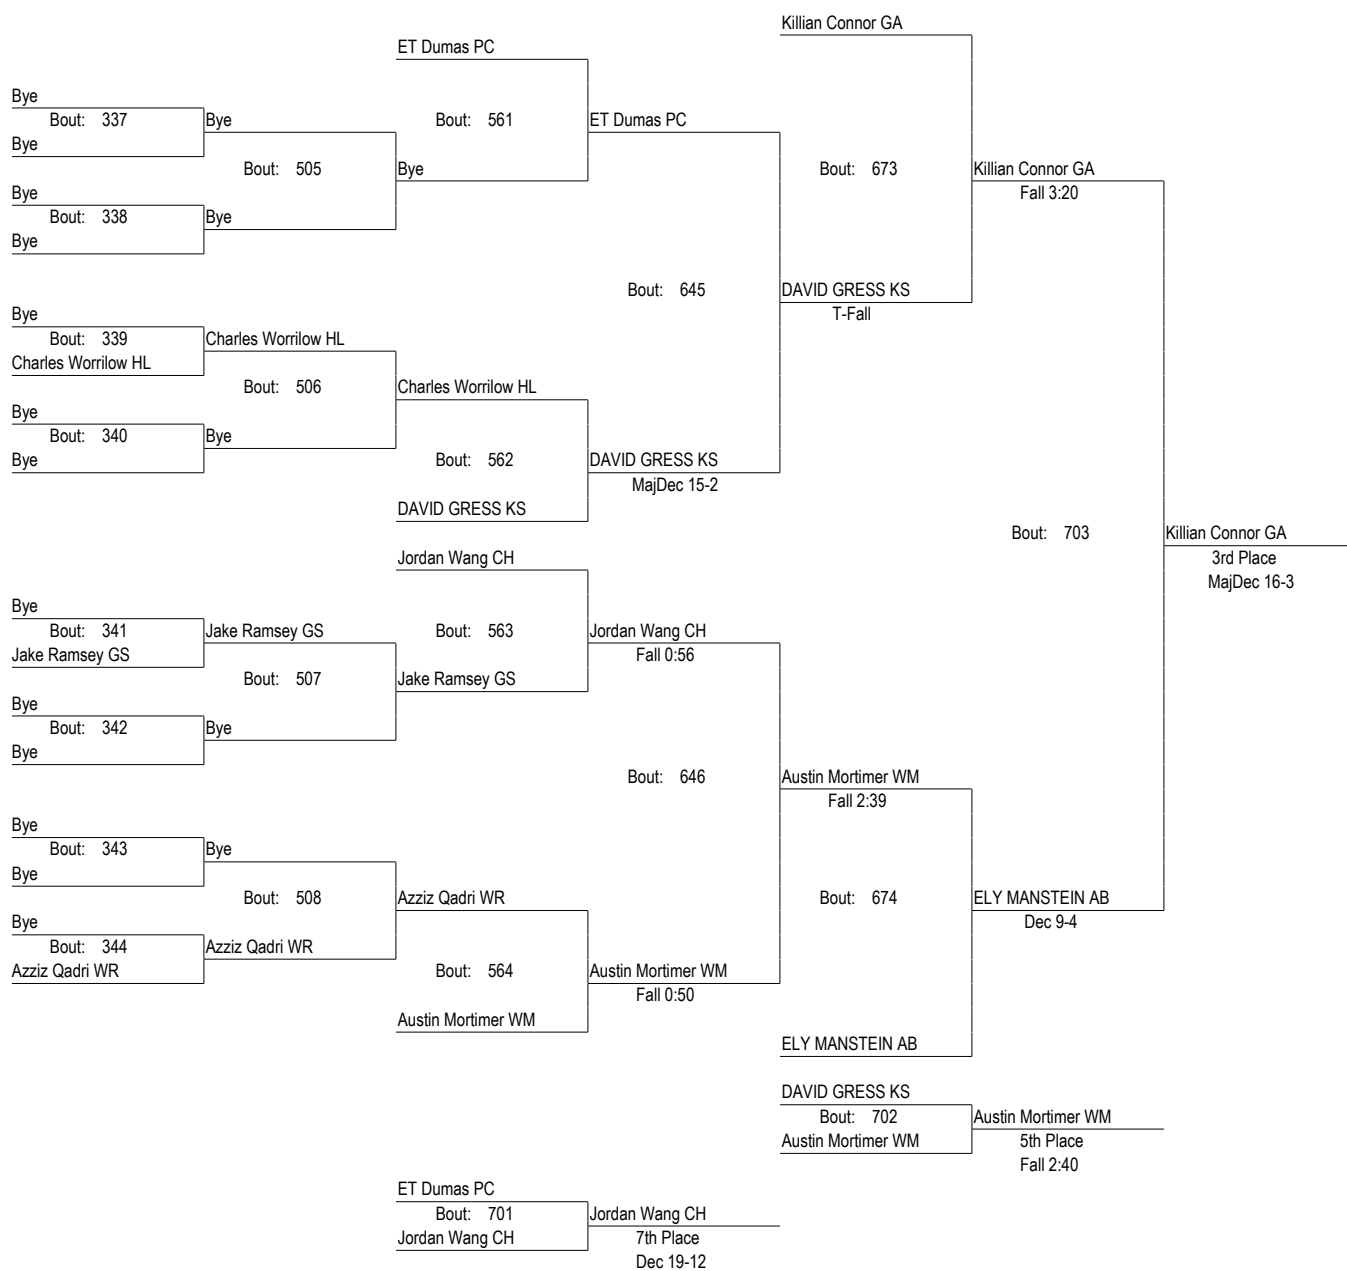 Killian Connor GA
ET Dumas PC
Bye
Bout: 337
Bye
Bout: 561
ET Dumas PC
Bye
Bout: 505
Bye
Bout: 673
Killian Connor GA
Fall 3:20
Bye
Bout: 338
Bye
Bye
Bout: 645
DAVID GRESS KS
T-Fall
Bye
Bout: 339
Charles Worrilow HL
Charles Worrilow HL
Bout: 506
Charles Worrilow HL
Bye
Bout: 340
Bye
Bye
Bout: 562
DAVID GRESS KS
MajDec 15-2
DAVID GRESS KS
Bout: 703
Killian Connor GA
3rd Place
MajDec 16-3
Jordan Wang CH
Bye
Bout: 341
Jake Ramsey GS
Bout: 563
Jordan Wang CH
Jake Ramsey GS
Fall 0:56
Bout: 507
Jake Ramsey GS
Bye
Bout: 342
Bye
Bye
Bout: 646
Austin Mortimer WM
Fall 2:39
Bye
Bout: 343
Bye
Bye
Bout: 508
Azziz Qadri WR
Bout: 674
ELY MANSTEIN AB
Dec 9-4
Bye
Bout: 344
Azziz Qadri WR
Azziz Qadri WR
Bout: 564
Austin Mortimer WM
Fall 0:50
Austin Mortimer WM
ELY MANSTEIN AB
DAVID GRESS KS
Bout: 702
Austin Mortimer WM
Austin Mortimer WM
5th Place
Fall 2:40
ET Dumas PC
Bout: 701
Jordan Wang CH
Jordan Wang CH
7th Place
Dec 19-12